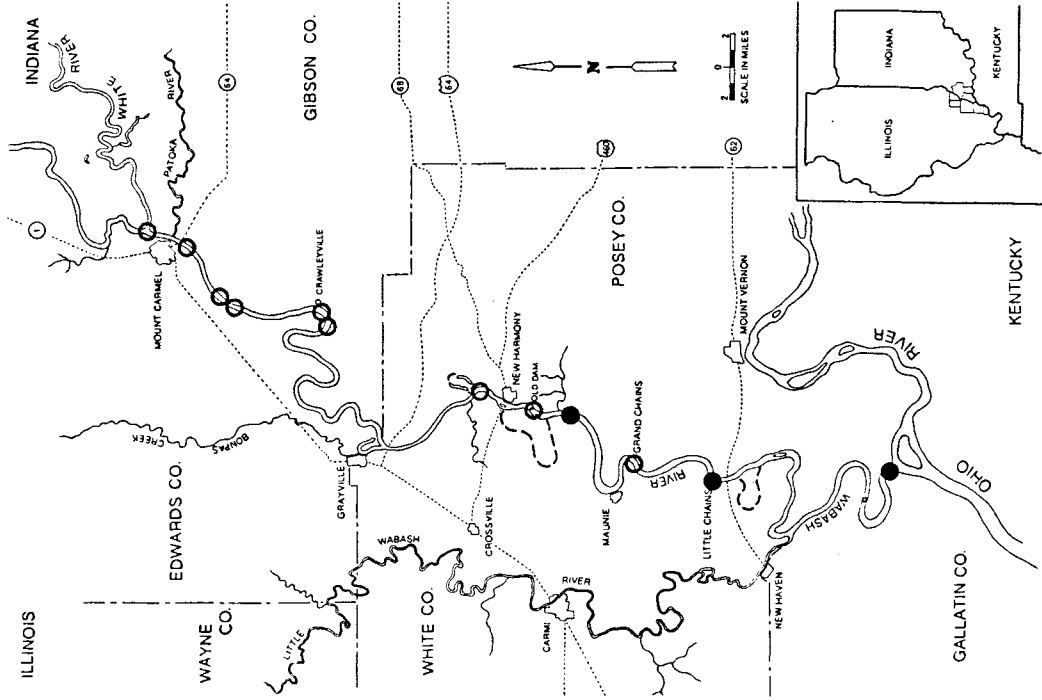 ILLINOIS
INDIANA
WHITE
RIVER
PATOKA
RIVER
1
64
MOUNT CARMEL
GIBSON CO.
CRAWLEYVILLE
BONPAS
CREEK
EDWARDS CO.
WAYNE
CO.
GRAYVILLE
64
N
LITTLE
WABASH
RIVER
WHITE CO.
CROSSVILLE
CARMI
NEW HARMONY
OLD DAM
460
POSEY CO.
MAUNIE
GRAND CHAINS
RIVER
LITTLE CHAINS
62
MOUNT VERNON
NEW HAVEN
WABASH
GALLATIN CO.
OHIO
RIVER
KENTUCKY
2 0 2
SCALE IN MILES
ILLINOIS
INDIANA
KENTUCKY